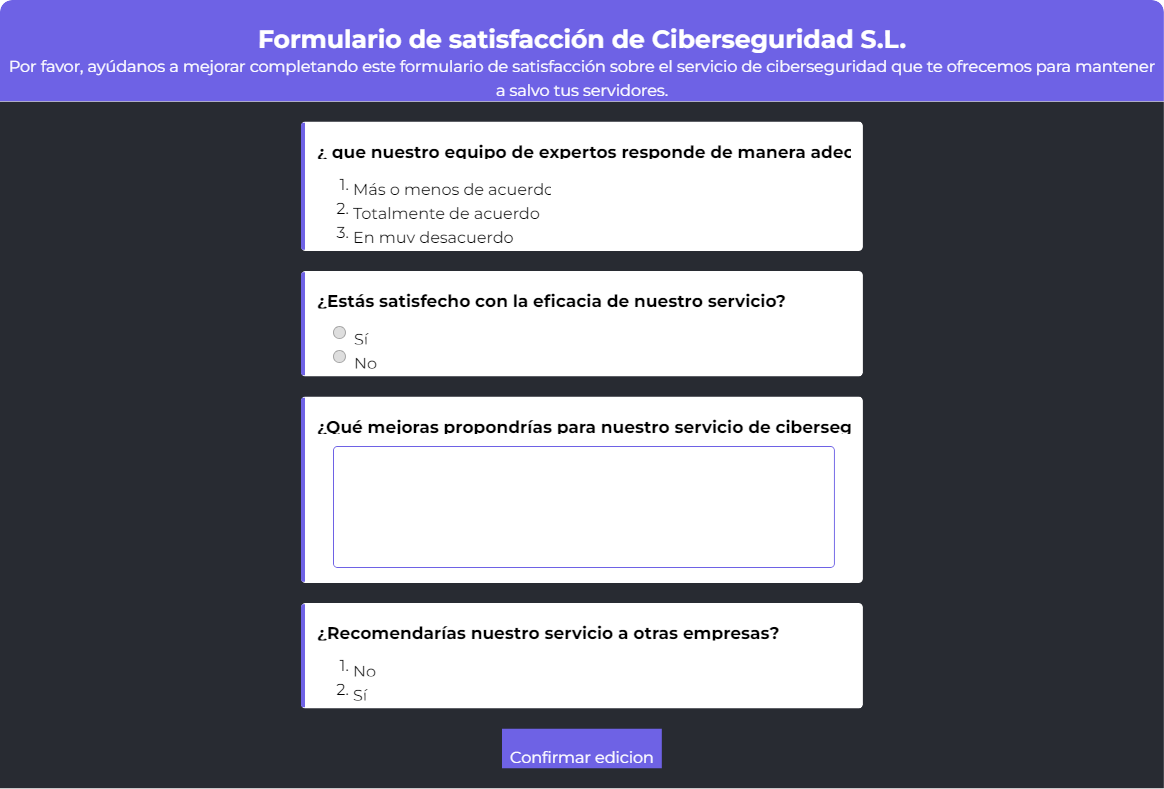 Formulario de satisfacción de Ciberseguridad S.L.
Por favor, ayúdanos a mejorar completando este formulario de satisfacción sobre el servicio de ciberseguridad que te ofrecemos para mantener
a salvo tus servidores.
¿ que nuestro equipo de expertos responde de manera adec
1. Más o menos de acuerdo
2. Totalmente de acuerdo
3. En muy desacuerdo
¿Estás satisfecho con la eficacia de nuestro servicio?
Sí
No
¿Qué mejoras propondrías para nuestro servicio de ciberseg
¿Recomendarías nuestro servicio a otras empresas?
1. No
2. Sí
Confirmar edicion